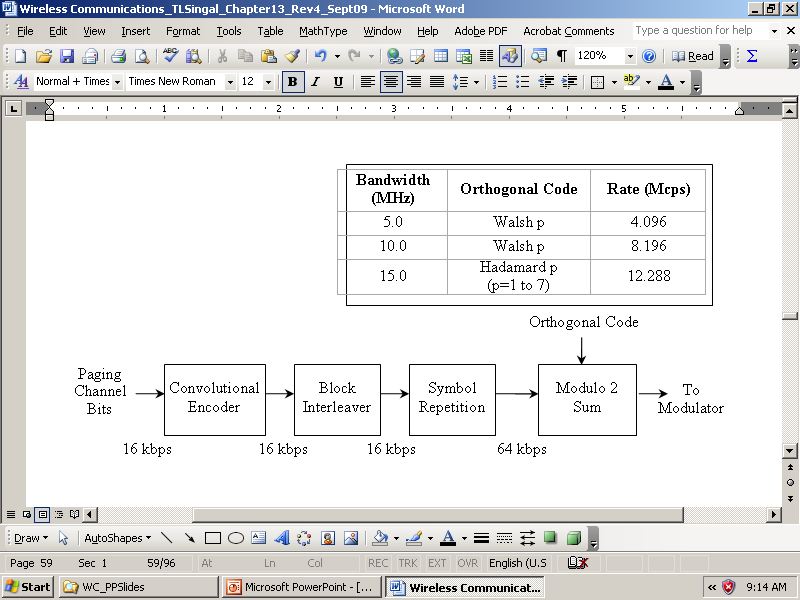 Wireless Communications_TLSingal_Chapter13_Rev4_Sept09 - Microsoft Word
File Edit View Insert Format Tools Table MathType Window Help Adobe PDF Acrobat Comments Type a question for help
120% Read
Normal + Times Times New Roman 12 B I U
1 2 3 4 5
Bandwidth (MHz) Orthogonal Code Rate (Mcps)
5.0 Walsh p 4.096
10.0 Walsh p 8.196
15.0 Hadamard p (p=1 to 7) 12.288
Orthogonal Code
Paging
Channel
Bits
Convolutional
Encoder
Block
Interleaver
Symbol
Repetition
Modulo 2
Sum
To
Modulator
16 kbps 16 kbps 16 kbps 64 kbps
Draw AutoShapes
Page 59 Sec 1 59/96 At Ln Col REC TRK EXT OVR English (U.S
Start WC_PPSlides Microsoft PowerPoint - [... Wireless Communicat... 9:14 AM